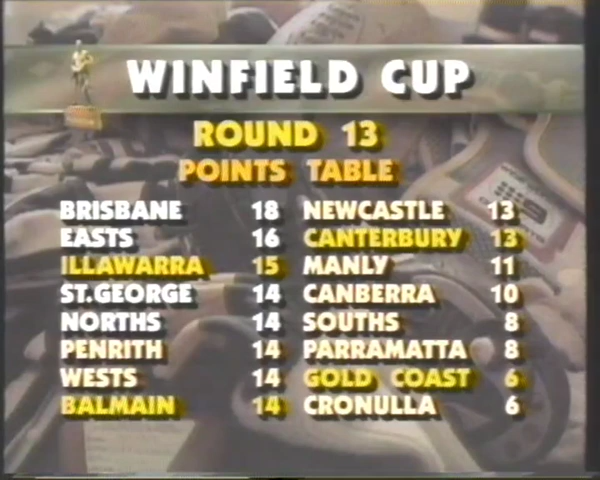 WINFIELD CUP
ROUND 13
POINTS TABLE
BRISBANE 18 NEWCASTLE 13
EASTS 16 CANTERBURY 13
ILLAWARRA 15 MANLY 11
ST.GEORGE 14 CANBERRA 10
NORTHS 14 SOUTHS 8
PENRITH 14 PARRAMATTA 8
WESTS 14 GOLD COAST 6
BALMAIN 14 CRONULLA 6